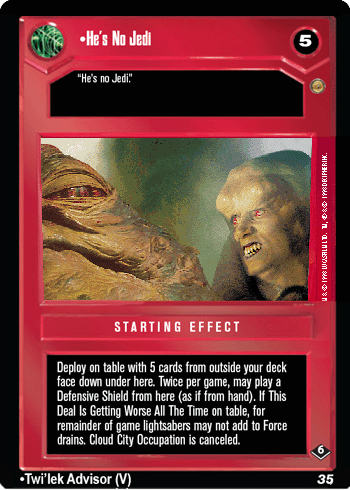 •He's No Jedi
5
"He's no Jedi."
STARTING EFFECT
Deploy on table with 5 cards from outside your deck
face down under here. Twice per game, may play a
Defensive Shield from here (as if from hand). If This
Deal Is Getting Worse All The Time on table, for
remainder of game lightsabers may not add to Force
drains. Cloud City Occupation is canceled.
6
•Twi'lek Advisor (V)
35